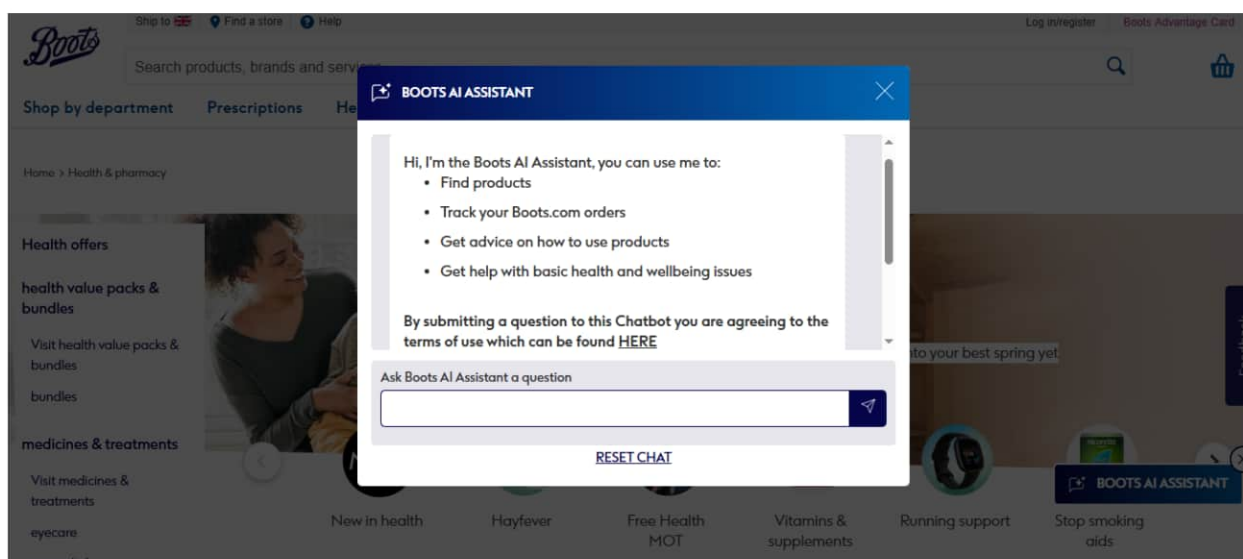 Boots
Ship to
Find a store
Help
Log in/register
Boots Advantage Card
Search products, brands and
Shop by department
Prescriptions
BOOTS AI ASSISTANT
Home > Health & pharmacy
Hi, I'm the Boots AI Assistant, you can use me to:
• Find products
• Track your Boots.com orders
• Get advice on how to use products
• Get help with basic health and wellbeing issues
By submitting a question to this Chatbot you are agreeing to the
terms of use which can be found HERE
Ask Boots AI Assistant a question
RESET CHAT
Health offers
health value packs &
bundles
Visit health value packs &
bundles
bundles
medicines & treatments
Visit medicines &
treatments
eyecare
to your best spring yet
BOOTS AI ASSISTANT
New in health
Hayfever
Free Health
MOT
Vitamins &
supplements
Running support
Stop smoking
aids